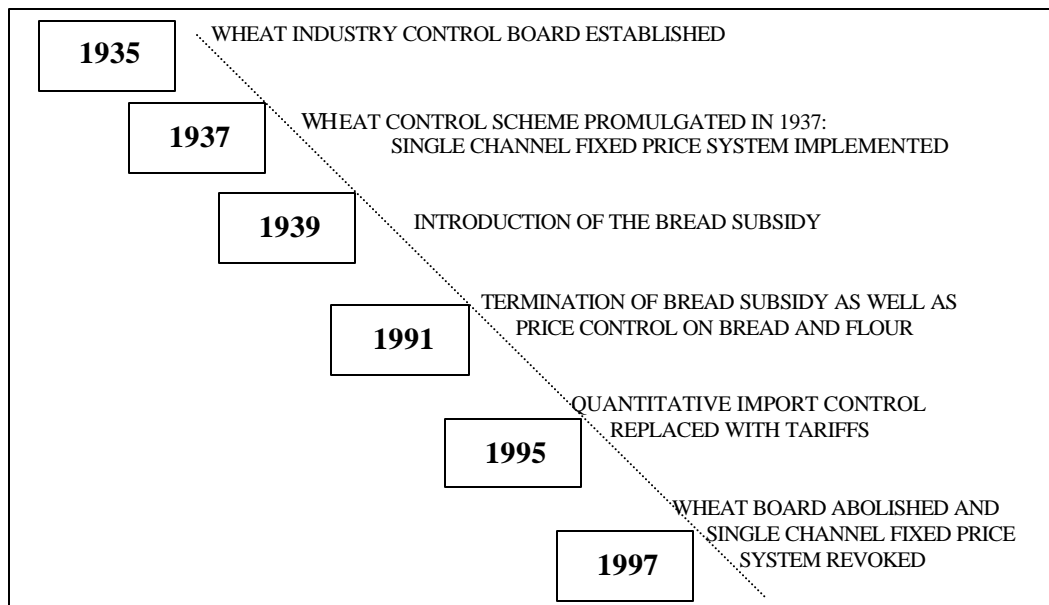 1935
WHEAT INDUSTRY CONTROL BOARD ESTABLISHED
1937
WHEAT CONTROL SCHEME PROMULGATED IN 1937:
SINGLE CHANNEL FIXED PRICE SYSTEM IMPLEMENTED
1939
INTRODUCTION OF THE BREAD SUBSIDY
1991
TERMINATION OF BREAD SUBSIDY AS WELL AS
PRICE CONTROL ON BREAD AND FLOUR
1995
QUANTITATIVE IMPORT CONTROL
REPLACED WITH TARIFFS
1997
WHEAT BOARD ABOLISHED AND
SINGLE CHANNEL FIXED PRICE
SYSTEM REVOKED